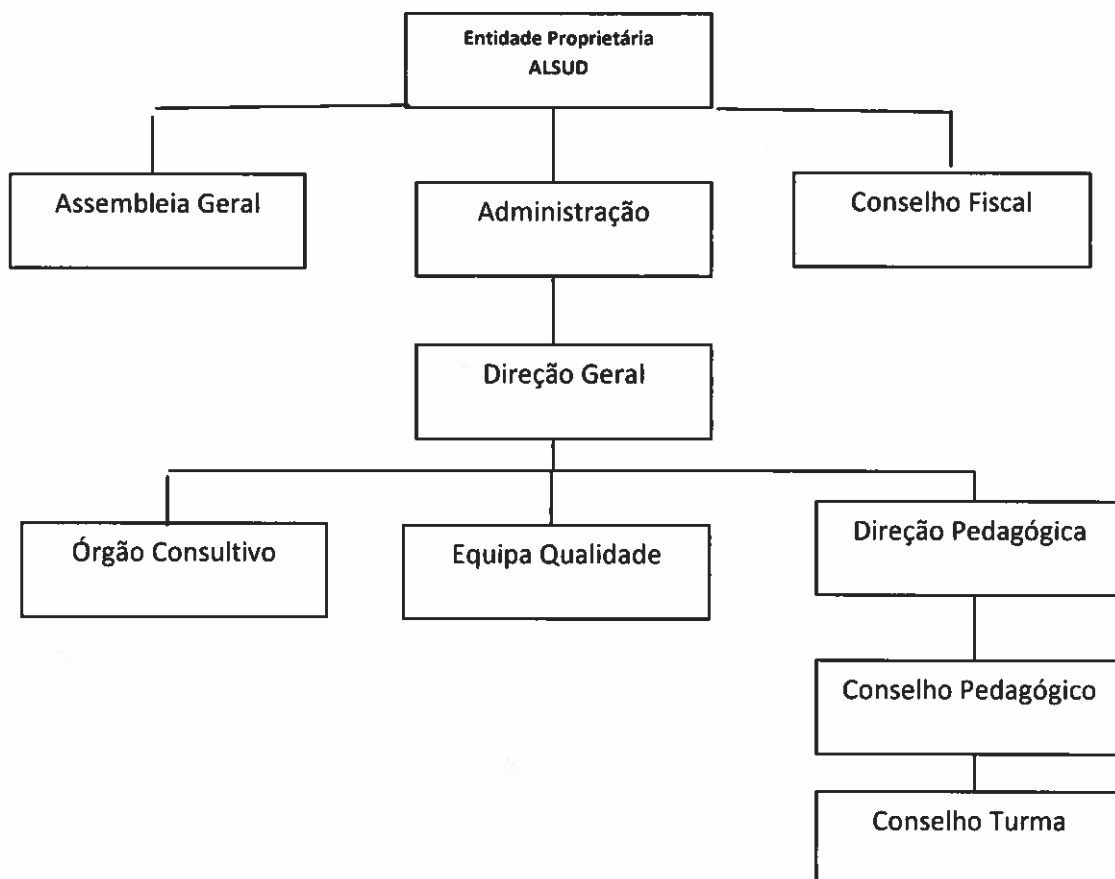 Entidade Proprietária
ALSUD
Assembleia Geral
Administração
Conselho Fiscal
Direção Geral
Órgão Consultivo
Equipa Qualidade
Direção Pedagógica
Conselho Pedagógico
Conselho Turma